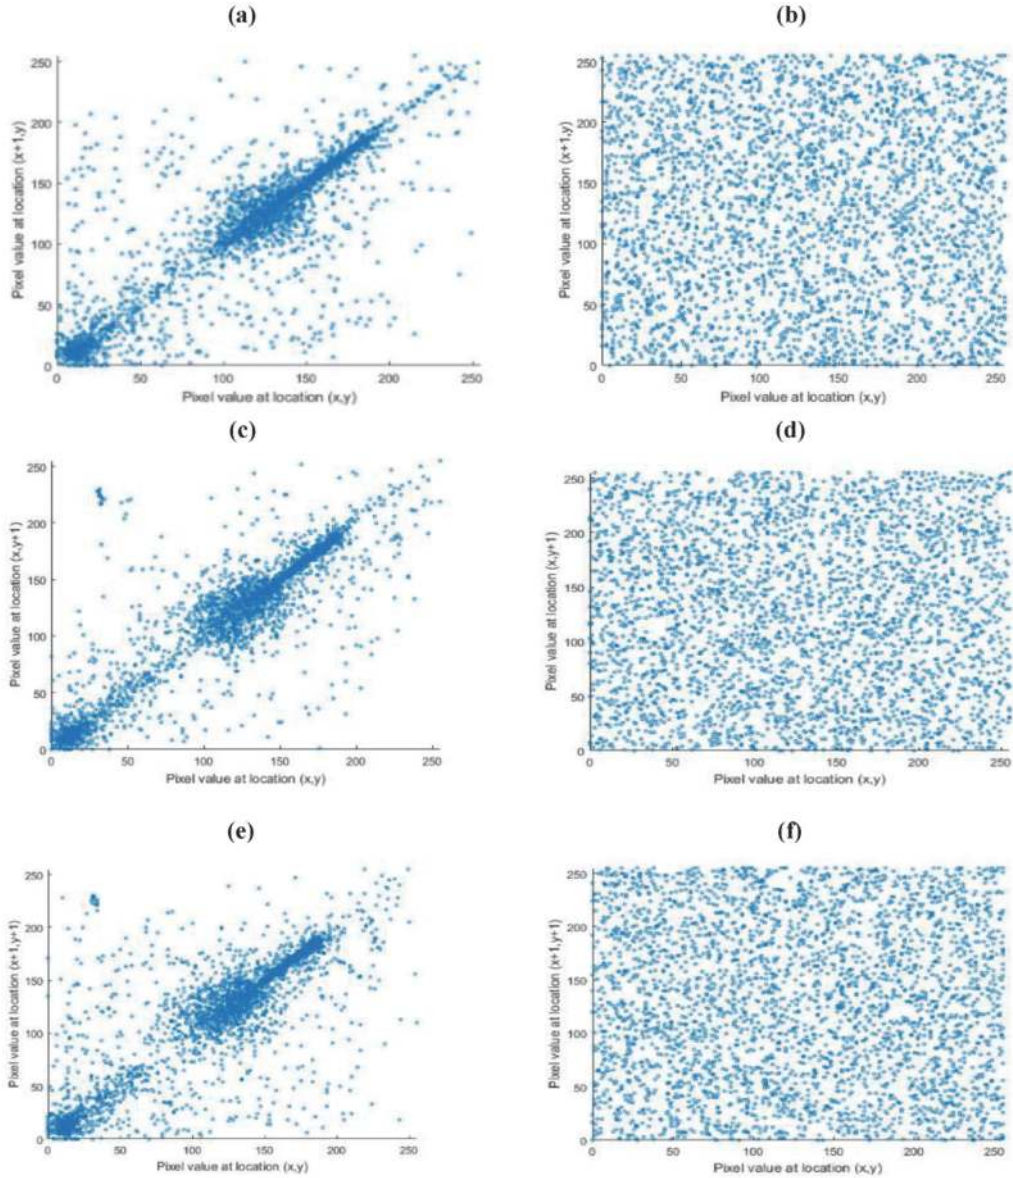 (a)
(b)
250
200
150
100
50
0
Pixel value at location (x+1,y)
0 50 100 150 200 250
Pixel value at location (x,y)
250
200
150
100
50
0
Pixel value at location (x+1,y)
0 50 100 150 200 250
Pixel value at location (x,y)
(c)
(d)
250
200
150
100
50
0
Pixel value at location (x,y+1)
0 50 100 150 200 250
Pixel value at location (x,y)
250
200
150
100
50
0
Pixel value at location (x,y+1)
0 50 100 150 200 250
Pixel value at location (x,y)
(e)
(f)
250
200
150
100
50
0
Pixel value at location (x+1,y+1)
0 50 100 150 200 250
Pixel value at location (x,y)
250
200
150
100
50
0
Pixel value at location (x+1,y+1)
0 50 100 150 200 250
Pixel value at location (x,y)